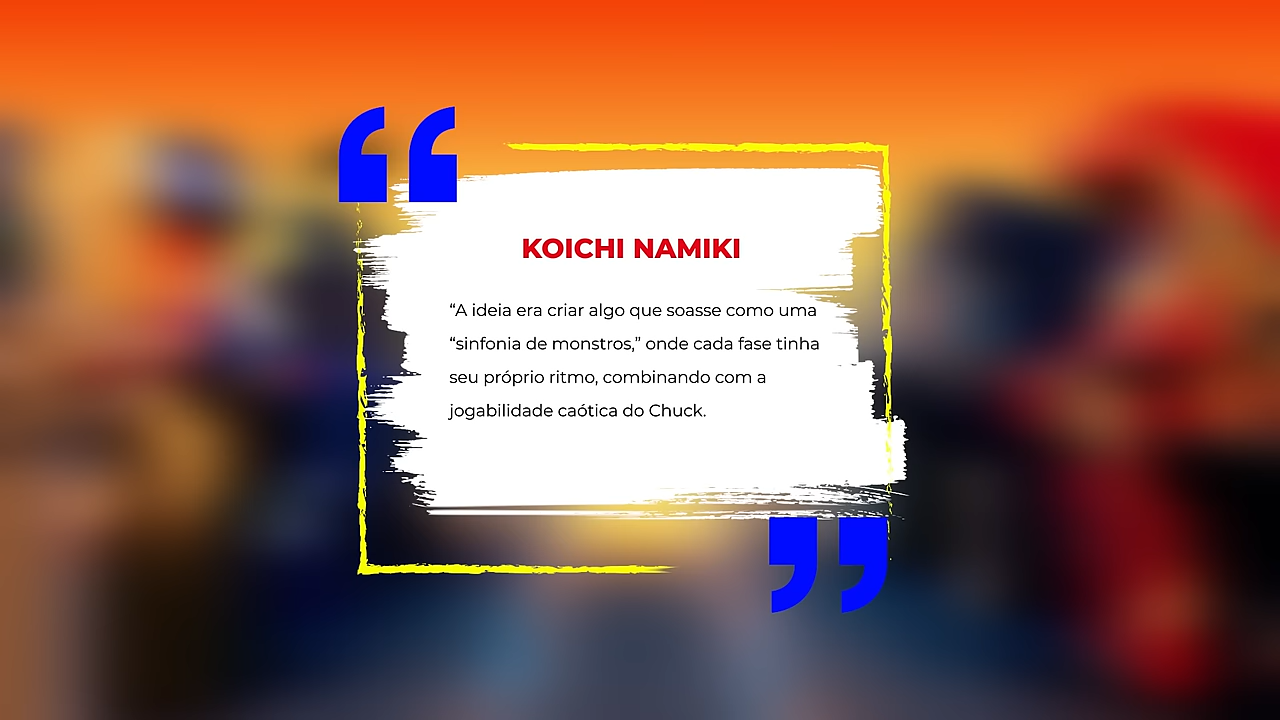 KOICHI NAMIKI
“A ideia era criar algo que soasse como uma
“sinfonia de monstros,” onde cada fase tinha
seu próprio ritmo, combinando com a
jogabilidade caótica do Chuck.